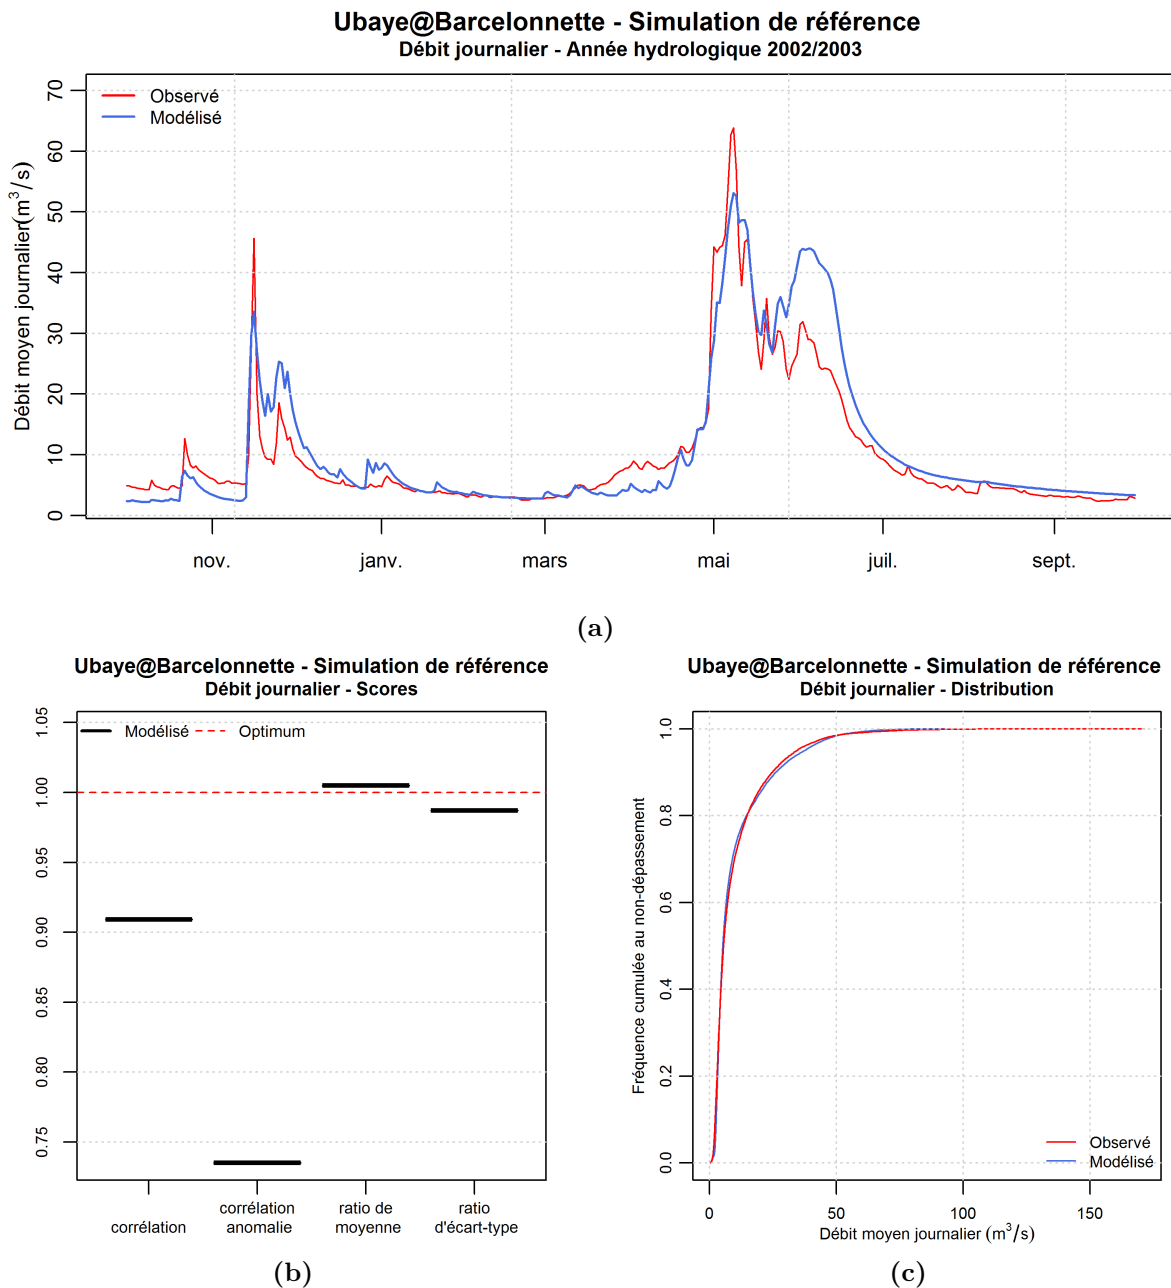 Ubaye@Barcelonnette - Simulation de référence
Débit journalier - Année hydrologique 2002/2003
Débit moyen journalier(m³/s)
70
60
50
40
30
20
10
0
Observé
Modélisé
nov.
janv.
mars
mai
juil.
sept.
(a)
Ubaye@Barcelonnette - Simulation de référence
Débit journalier - Scores
1.05
1.00
0.95
0.90
0.85
0.80
0.75
Modélisé
Optimum
corrélation
corrélation
anomalie
ratio de
moyenne
ratio
d'écart-type
(b)
Ubaye@Barcelonnette - Simulation de référence
Débit journalier - Distribution
Fréquence cumulée au non-dépassement
1.0
0.8
0.6
0.4
0.2
0.0
Observé
Modélisé
0
50
100
150
Débit moyen journalier (m³/s)
(c)